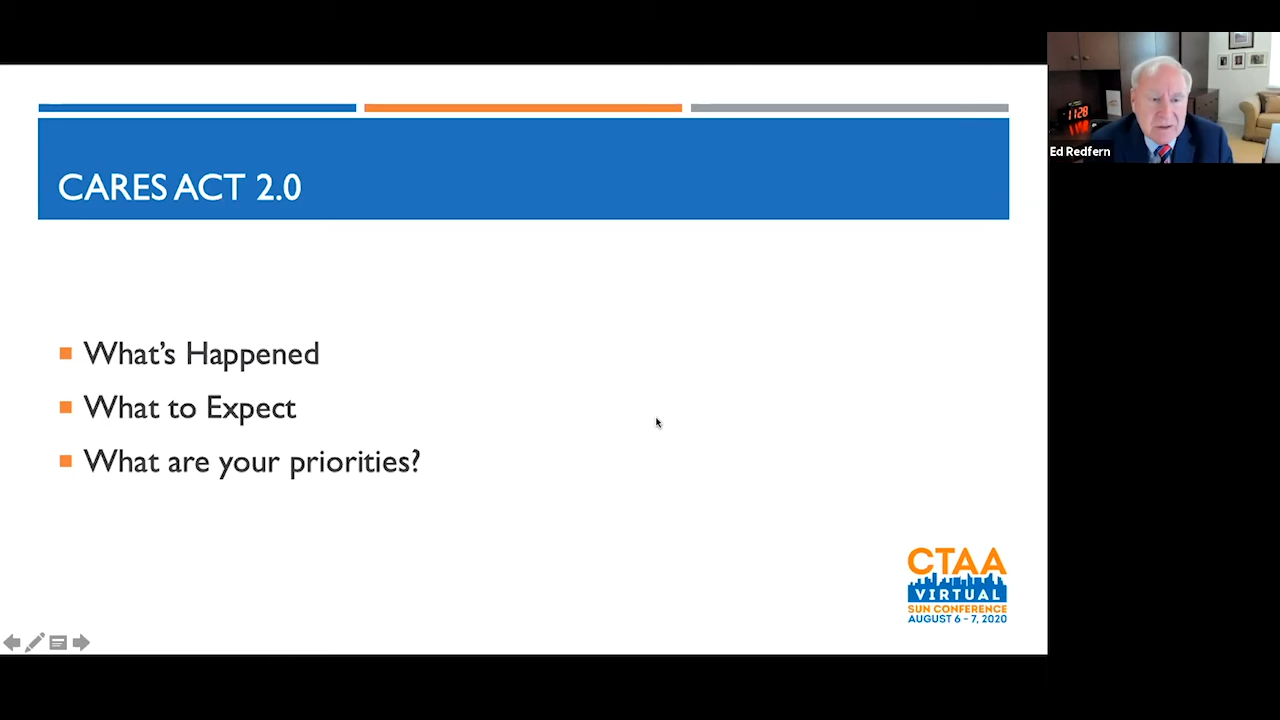 CARES ACT 2.0
What's Happened
What to Expect
What are your priorities?
CTAA
VIRTUAL
SUN CONFERENCE
AUGUST 6 - 7, 2020
1128
Ed Redfern